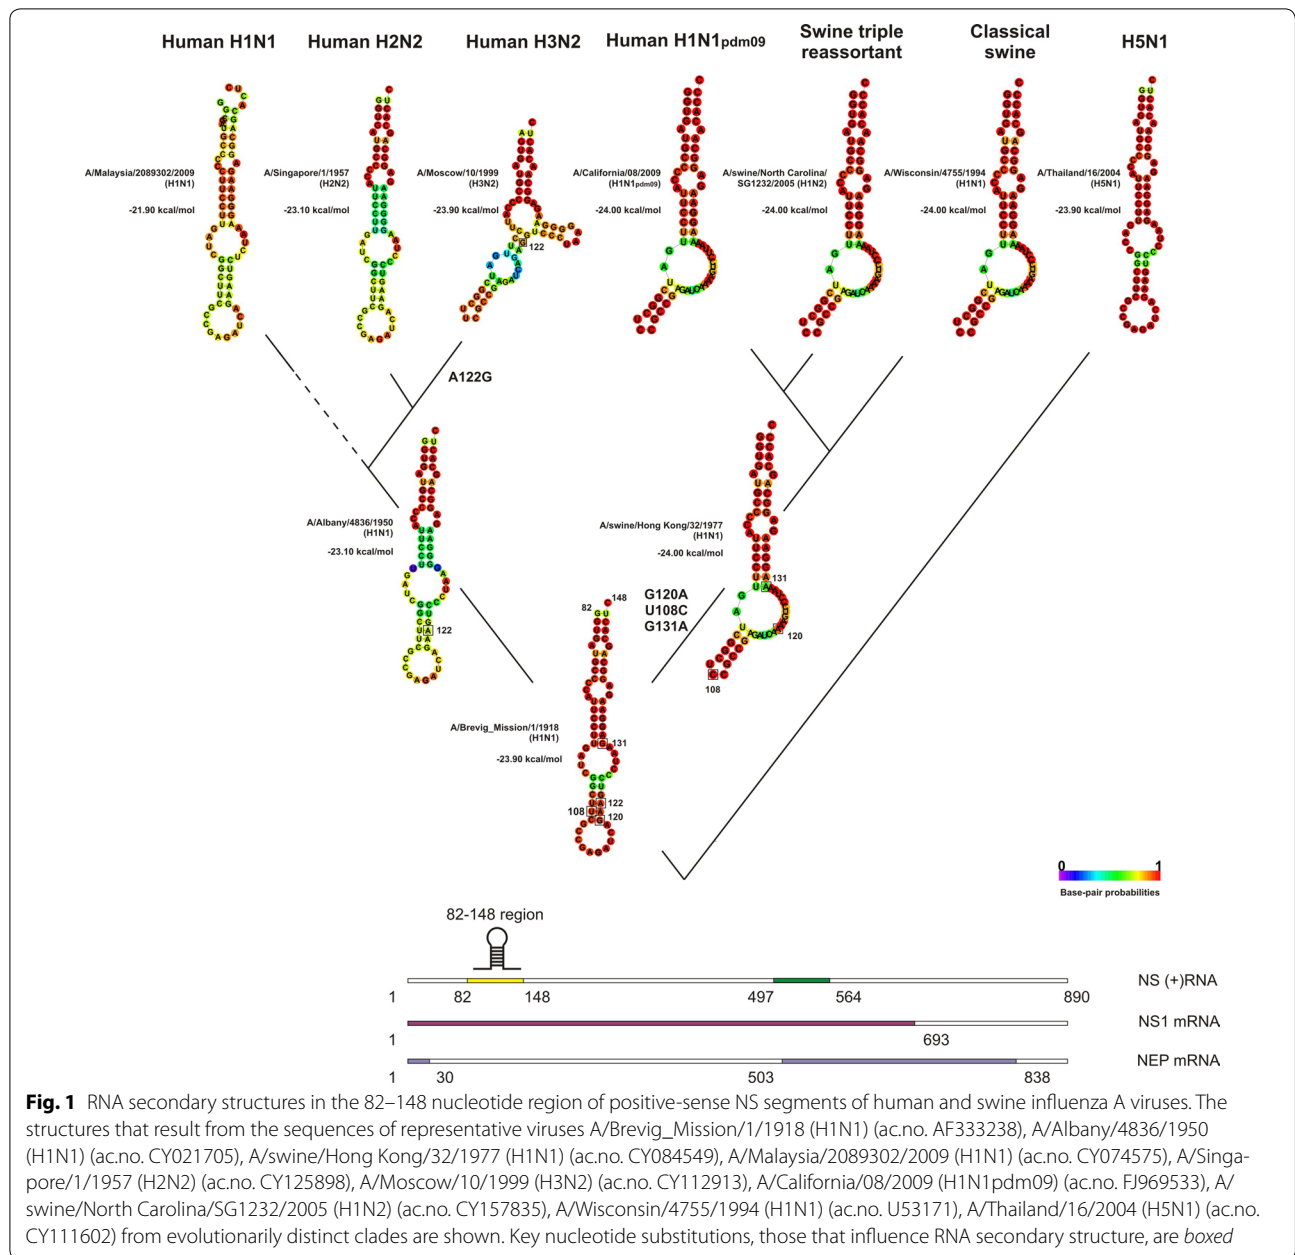 Human H1N1
Human H2N2
Human H3N2
Human H1N1pdm09
Swine triple
reassortant
Classical
swine
H5N1
A/Malaysia/2089302/2009
(H1N1)
-21.90 kcal/mol
A/Singapore/1/1957
(H2N2)
-23.10 kcal/mol
A/Moscow/10/1999
(H3N2)
-23.90 kcal/mol
122
A/California/08/2009
(H1N1pdm09)
-24.00 kcal/mol
A/swine/North Carolina/
SG1232/2005 (H1N2)
-24.00 kcal/mol
A/Wisconsin/4755/1994
(H1N1)
-24.00 kcal/mol
A/Thailand/16/2004
(H5N1)
-23.90 kcal/mol
A122G
A/Albany/4836/1950
(H1N1)
-23.10 kcal/mol
122
A/swine/Hong Kong/32/1977
(H1N1)
-24.00 kcal/mol
131
120
108
G120A
U108C
G131A
82
148
A/Brevig_Mission/1/1918
(H1N1)
-23.90 kcal/mol
131
108
122
120
0
1
Base-pair probabilities
82-148 region
NS (+)RNA
1
82
148
497
564
890
NS1 mRNA
1
693
NEP mRNA
1
30
503
838
Fig. 1 RNA secondary structures in the 82–148 nucleotide region of positive-sense NS segments of human and swine influenza A viruses. The
structures that result from the sequences of representative viruses A/Brevig_Mission/1/1918 (H1N1) (ac.no. AF333238), A/Albany/4836/1950
(H1N1) (ac.no. CY021705), A/swine/Hong Kong/32/1977 (H1N1) (ac.no. CY084549), A/Malaysia/2089302/2009 (H1N1) (ac.no. CY074575), A/Singa-
pore/1/1957 (H2N2) (ac.no. CY125898), A/Moscow/10/1999 (H3N2) (ac.no. CY112913), A/California/08/2009 (H1N1pdm09) (ac.no. FJ969533), A/
swine/North Carolina/SG1232/2005 (H1N2) (ac.no. CY157835), A/Wisconsin/4755/1994 (H1N1) (ac.no. U53171), A/Thailand/16/2004 (H5N1) (ac.no.
CY111602) from evolutionarily distinct clades are shown. Key nucleotide substitutions, those that influence RNA secondary structure, are boxed